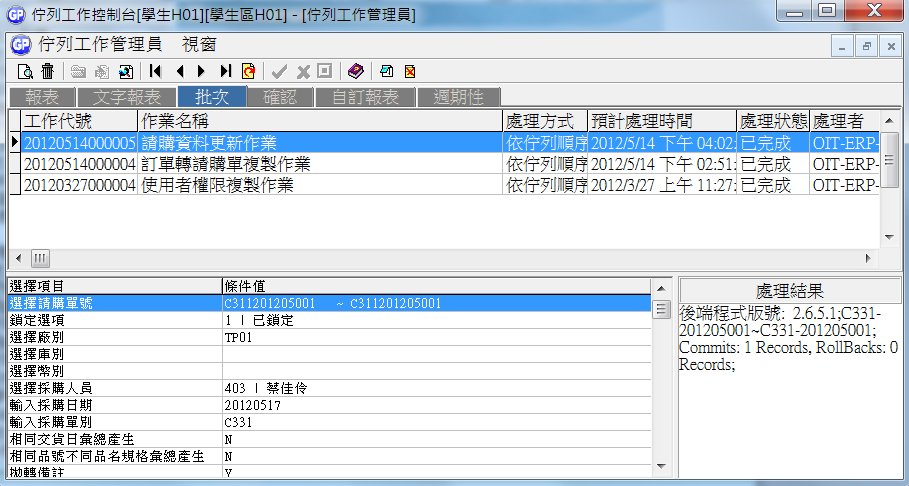 佇列工作控制台[學生H01][學生區H01] - [佇列工作管理員]
GP 佇列工作管理員 視窗
報表 文字報表 批次 確認 自訂報表 週期性
工作代號 作業名稱 處理方式 預計處理時間 處理狀態 處理者
20120514000005 請購資料更新作業 依佇列順序 2012/5/14 下午 04:02: 已完成 OIT-ERP-
20120514000004 訂單轉請購單複製作業 依佇列順序 2012/5/14 下午 02:51: 已完成 OIT-ERP-
20120327000004 使用者權限複製作業 依佇列順序 2012/3/27 上午 11:27: 已完成 OIT-ERP-
選擇項目 條件值
選擇請購單號 C311201205001 ~ C311201205001
鎖定選項 1 | 已鎖定
選擇廠別 TP01
選擇庫別
選擇幣別
選擇採購人員 403 | 蔡佳伶
輸入採購日期 20120517
輸入採購單別 C331
相同交貨日彙總產生 N
相同品號不同品名規格彙總產生 N
拋轉備註 Y
處理結果
後端程式版號: 2.6.5.1;C331-
201205001~C331-201205001;
Commits: 1 Records, RollBacks: 0
Records;